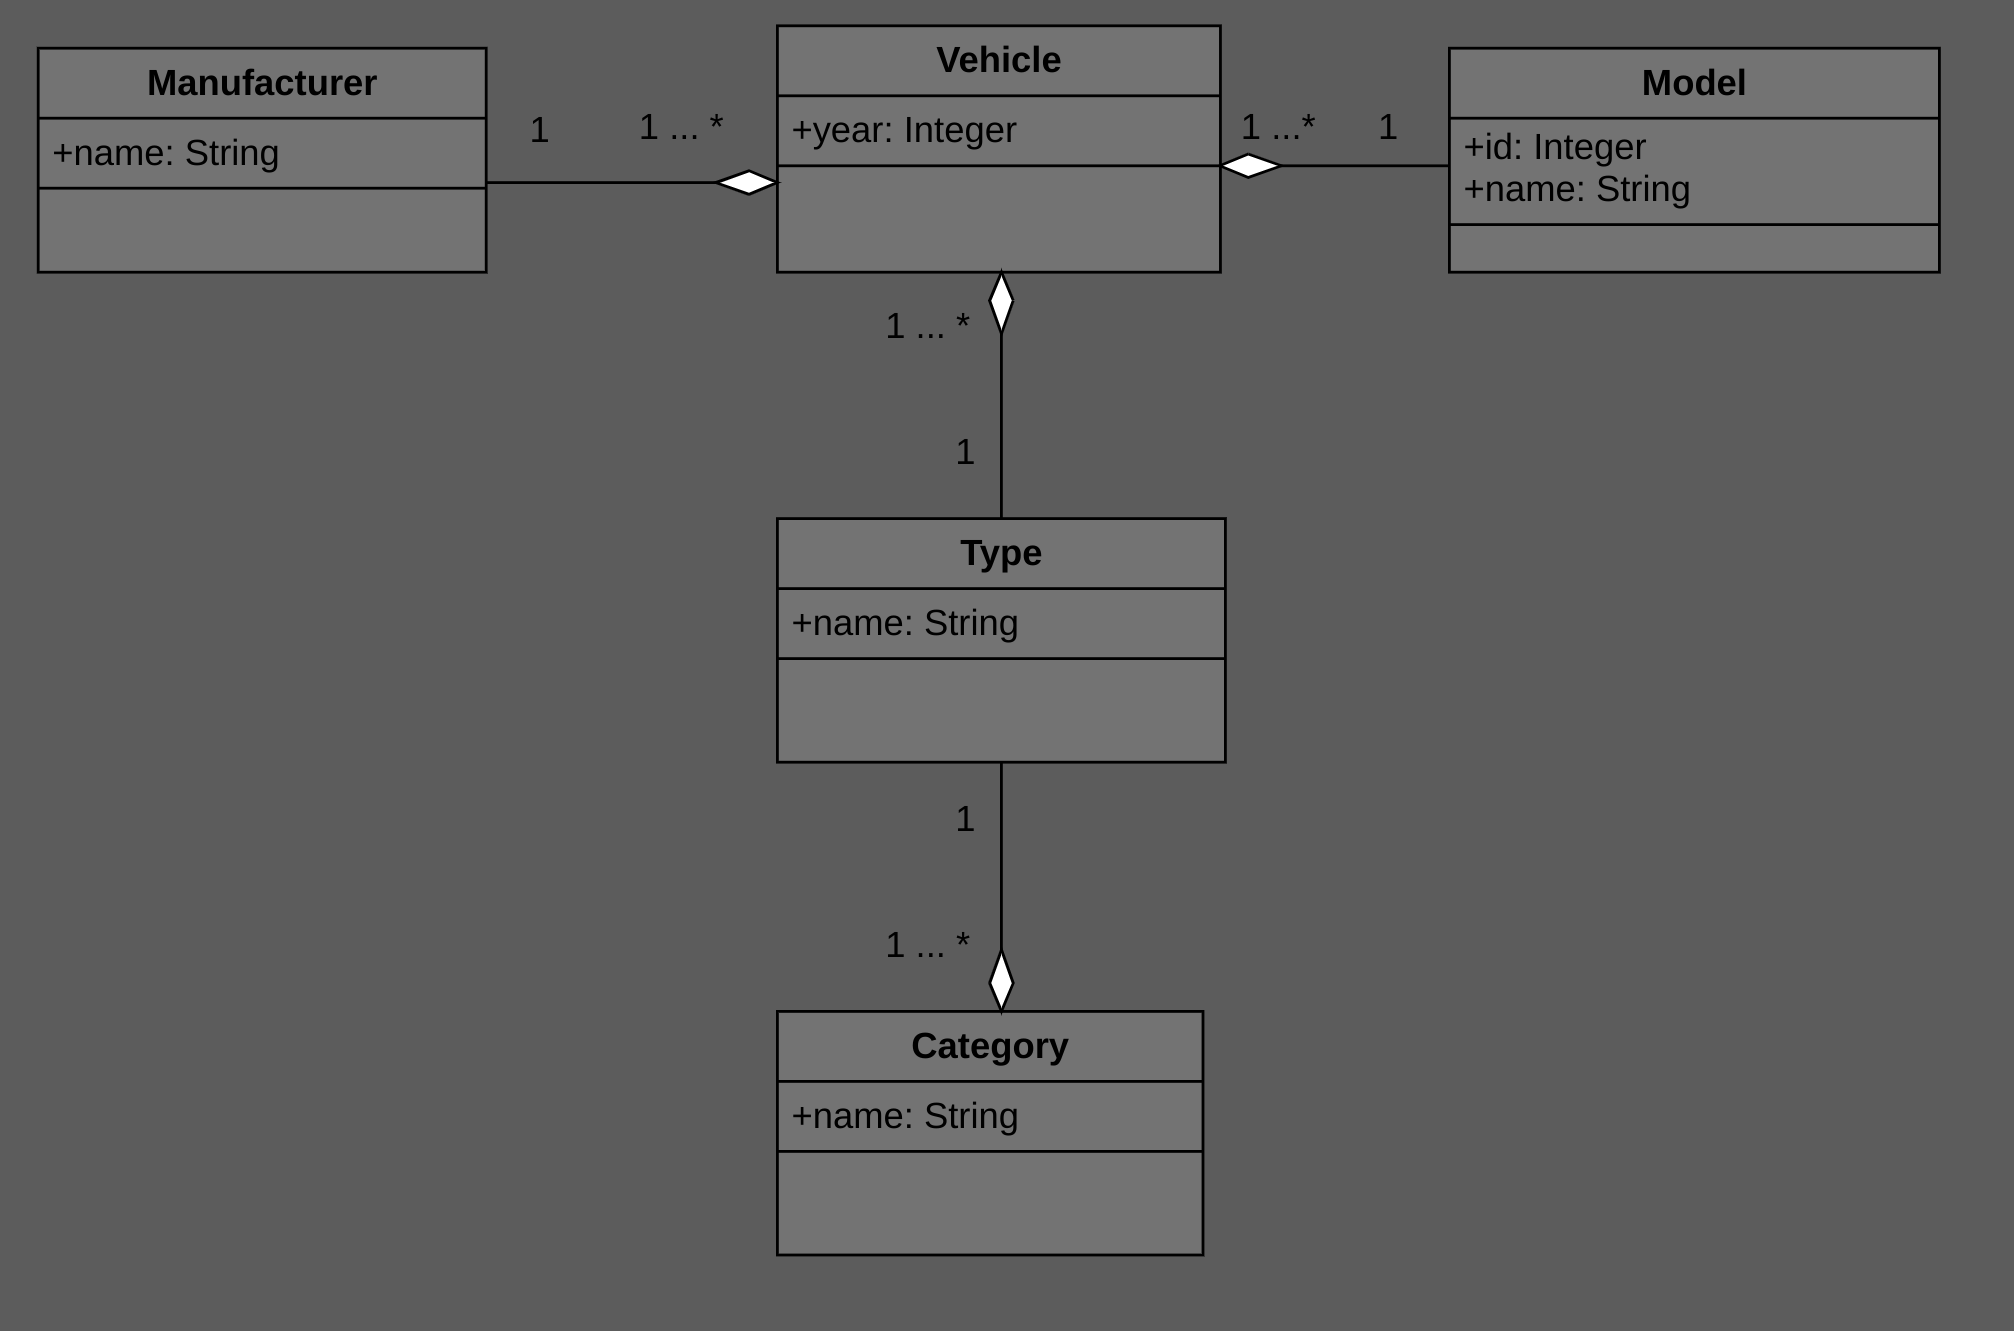 Manufacturer
+name: String
1
1 ... *
Vehicle
+year: Integer
1 ...*
1
Model
+id: Integer
+name: String
1 ... *
1
Type
+name: String
1
1 ... *
Category
+name: String